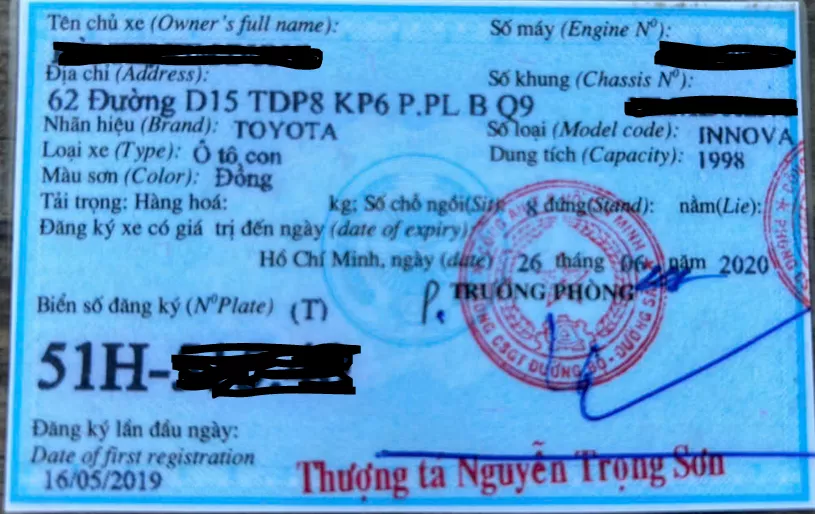 Tên chủ xe (Owner's full name):
Số máy (Engine Nº):
Địa chỉ (Address):
Số khung (Chassis Nº):
62 Đường D15 TDP8 KP6 P.PL B Q9
Nhãn hiệu (Brand): TOYOTA
Số loại (Model code): INNOVA
Loại xe (Type): Ô tô con
Dung tích (Capacity): 1998
Màu sơn (Color): Đồng
Tải trọng: Hàng hoá: kg: Số chỗ ngồi(Sit) đứng(Stand): nằm(Lie):
Đăng ký xe có giá trị đến ngày (date of expiry)
Hồ Chí Minh, ngày (date) 26 tháng 06 năm 2020
P. TRƯỞNG PHÒNG
Biển số đăng ký (NºPlate) (T)
51H-
Đăng ký lần đầu ngày:
Date of first registration
16/05/2019
Thượng tá Nguyễn Trọng Sơn